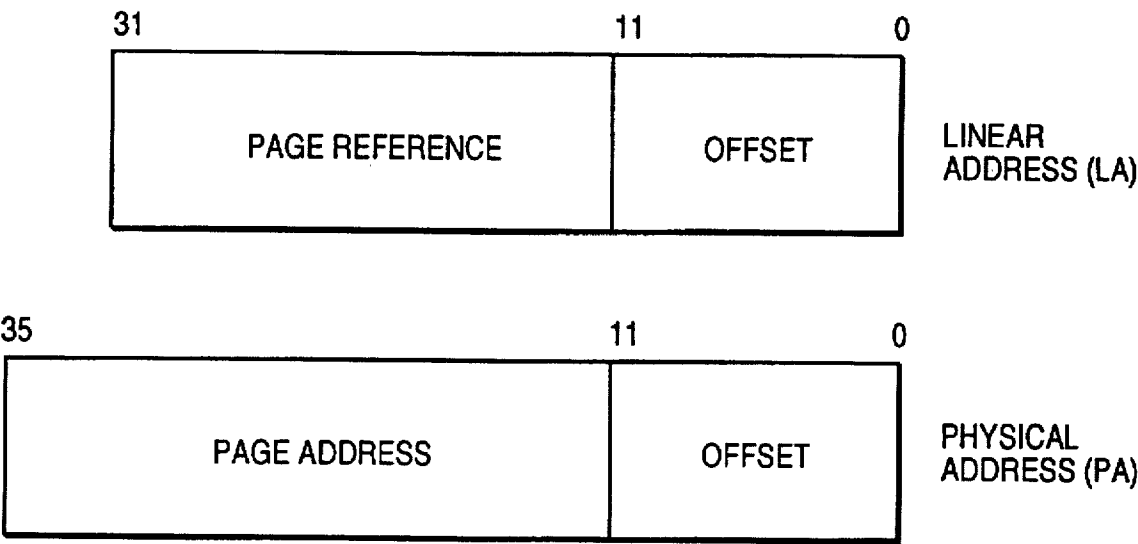 31 11 0
PAGE REFERENCE OFFSET
LINEAR
ADDRESS (LA)
35 11 0
PAGE ADDRESS OFFSET
PHYSICAL
ADDRESS (PA)